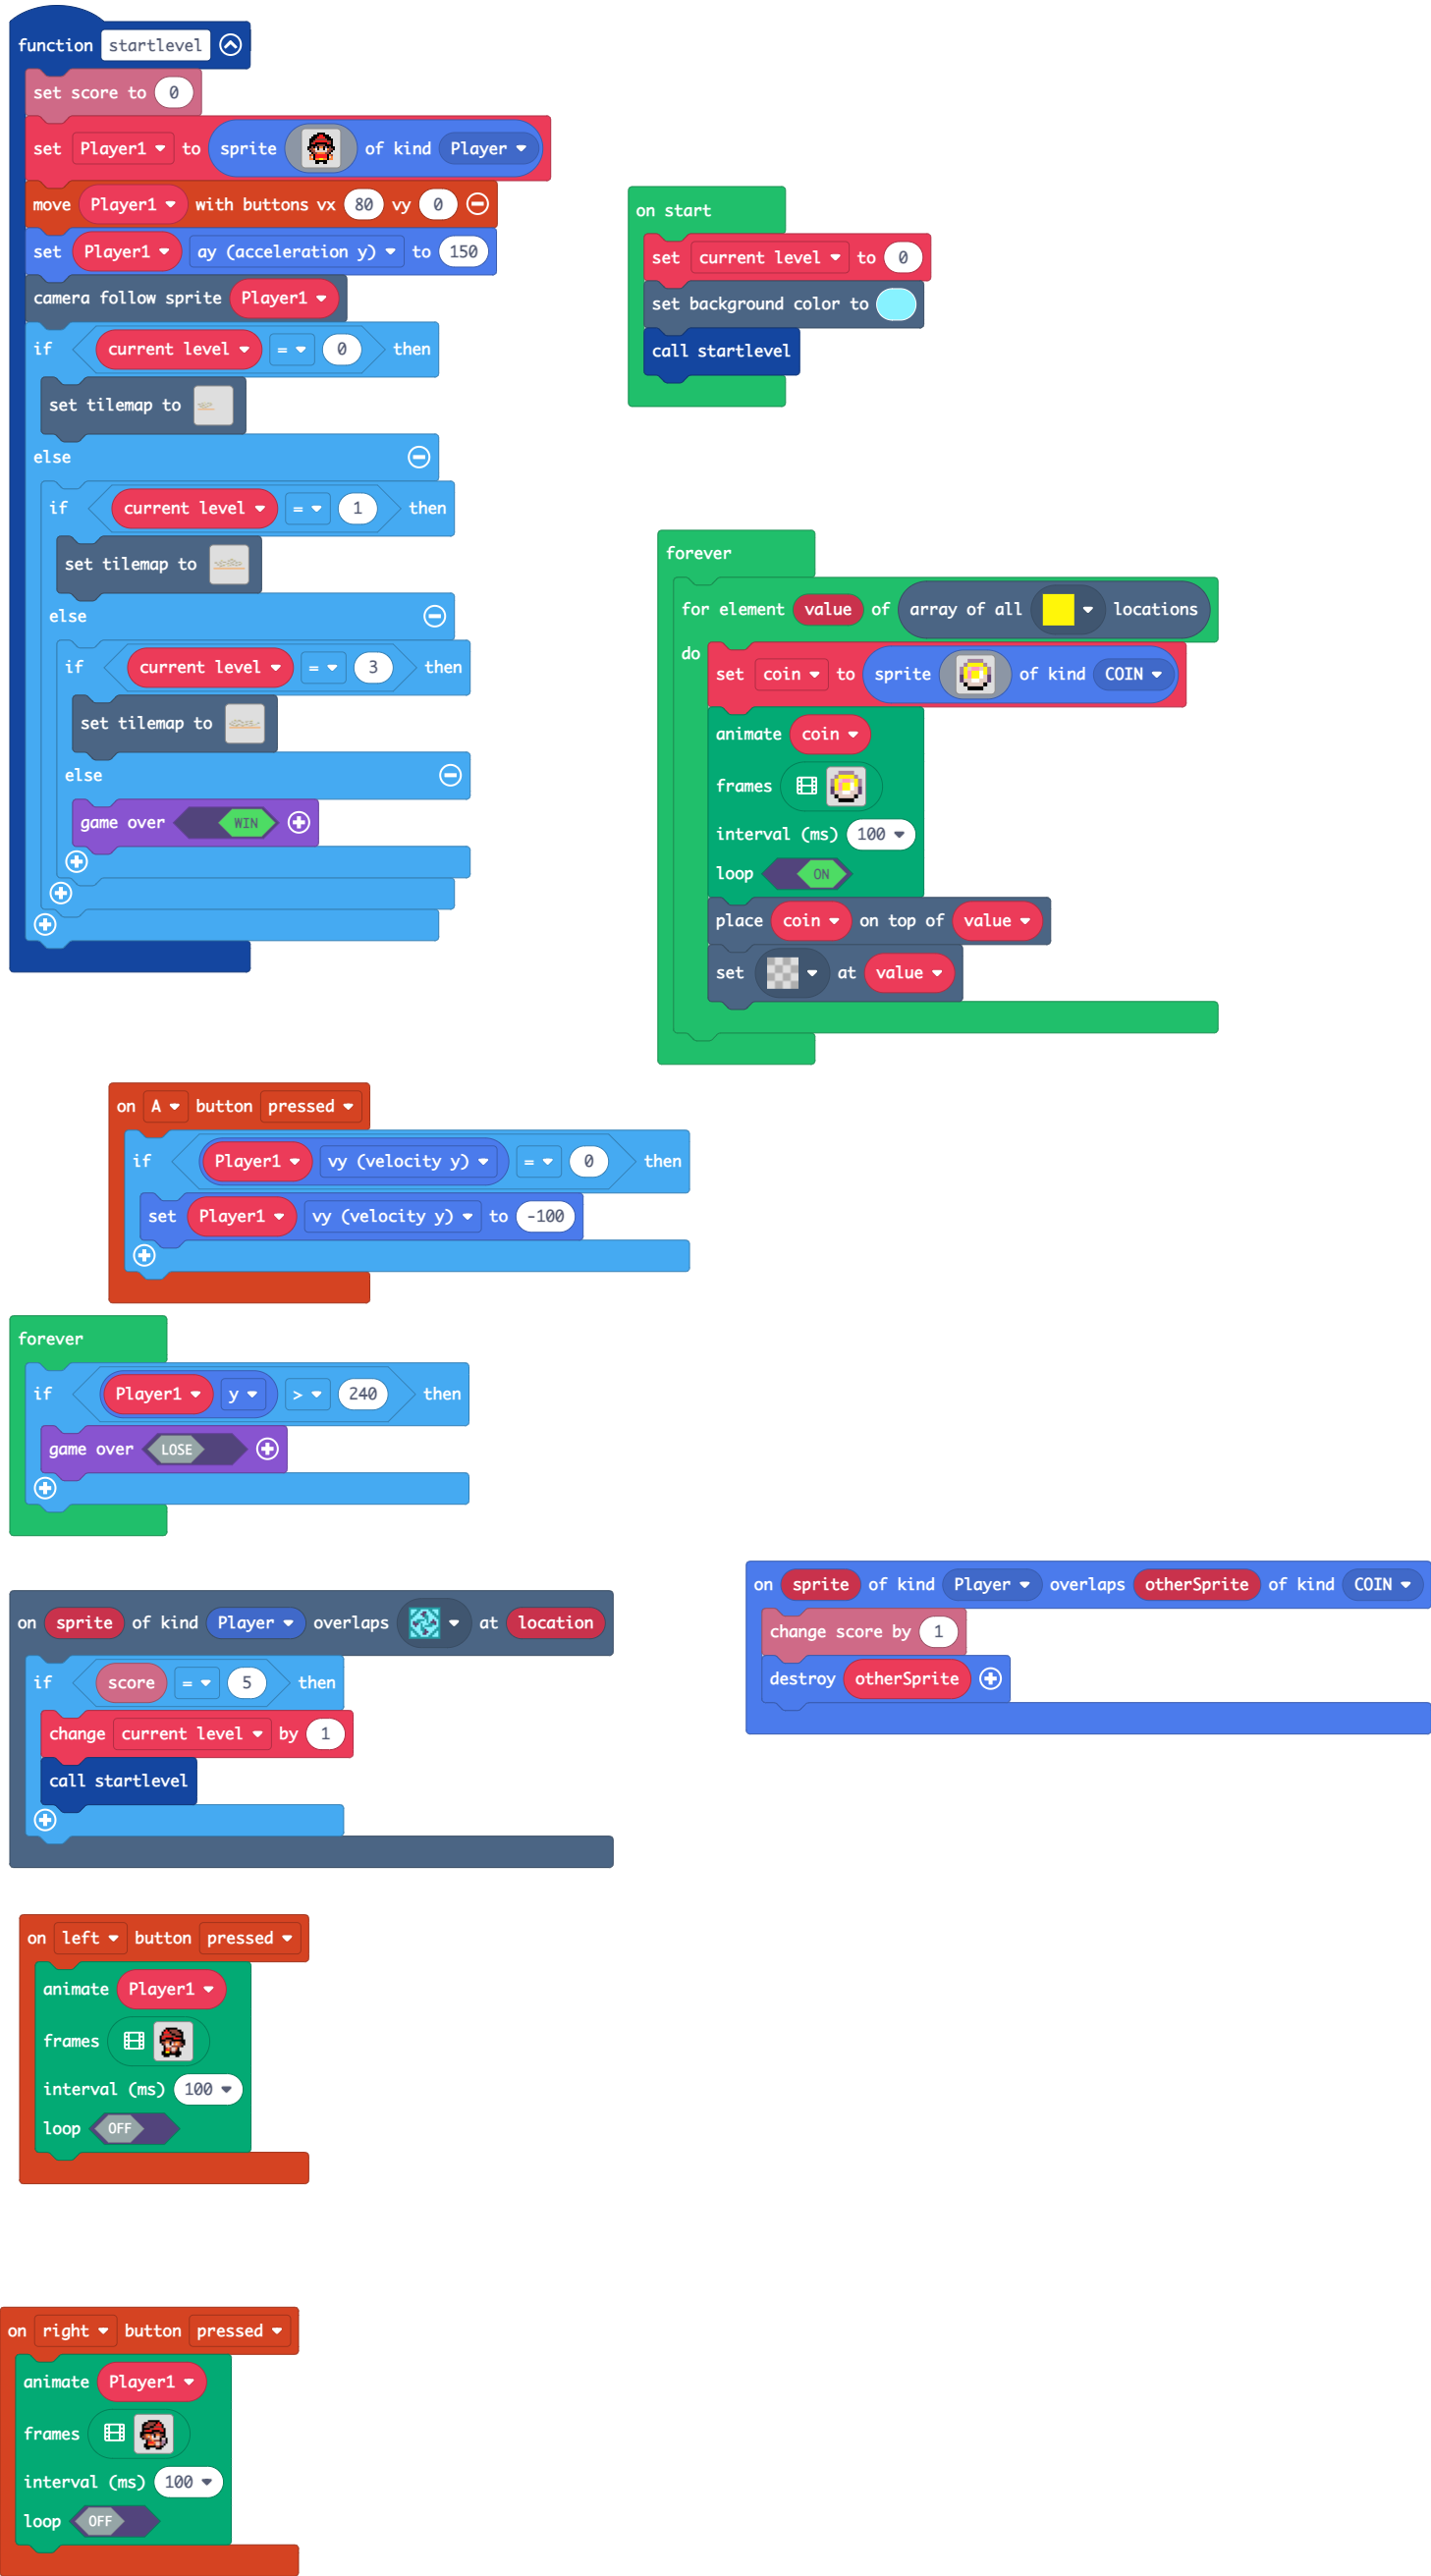 function startlevel
set score to 0
set Player1 to sprite of kind Player
move Player1 with buttons vx 80 vy 0
set Player1 ay (acceleration y) to 150
camera follow sprite Player1
if current level = 0 then
set tilemap to
else
if current level = 1 then
set tilemap to
else
if current level = 3 then
set tilemap to
else
game over WIN
on start
set current level to 0
set background color to
call startlevel
forever
for element value of array of all locations
do
set coin to sprite of kind COIN
animate coin
frames
interval (ms) 100
loop ON
place coin on top of value
set at value
on A button pressed
if Player1 vy (velocity y) = 0 then
set Player1 vy (velocity y) to -100
forever
if Player1 y > 240 then
game over LOSE
on sprite of kind Player overlaps at location
if score = 5 then
change current level by 1
call startlevel
on sprite of kind Player overlaps otherSprite of kind COIN
change score by 1
destroy otherSprite
on left button pressed
animate Player1
frames
interval (ms) 100
loop OFF
on right button pressed
animate Player1
frames
interval (ms) 100
loop OFF